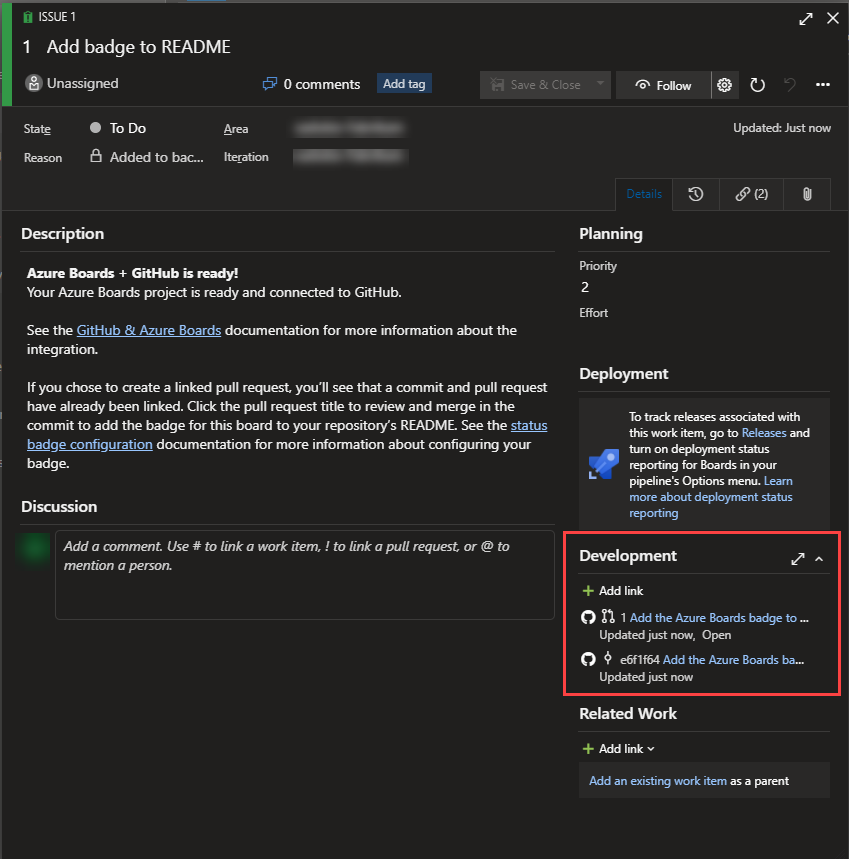 ISSUE 1
1 Add badge to README
Unassigned
0 comments
Add tag
Save & Close
Follow
State
To Do
Area
Updated: Just now
Reason
Added to bac...
Iteration
Details
(2)
Description
Azure Boards + GitHub is ready!
Your Azure Boards project is ready and connected to GitHub.
See the GitHub & Azure Boards documentation for more information about the
integration.
If you chose to create a linked pull request, you'll see that a commit and pull request
have already been linked. Click the pull request title to review and merge in the
commit to add the badge for this board to your repository's README. See the status
badge configuration documentation for more information about configuring your
badge.
Discussion
Add a comment. Use # to link a work item, ! to link a pull request, or @ to
mention a person.
Planning
Priority
2
Effort
Deployment
To track releases associated with
this work item, go to Releases and
turn on deployment status
reporting for Boards in your
pipeline's Options menu. Learn
more about deployment status
reporting
Development
Add link
1 Add the Azure Boards badge to ...
Updated just now, Open
e6f1f64 Add the Azure Boards ba...
Updated just now
Related Work
Add link
Add an existing work item as a parent